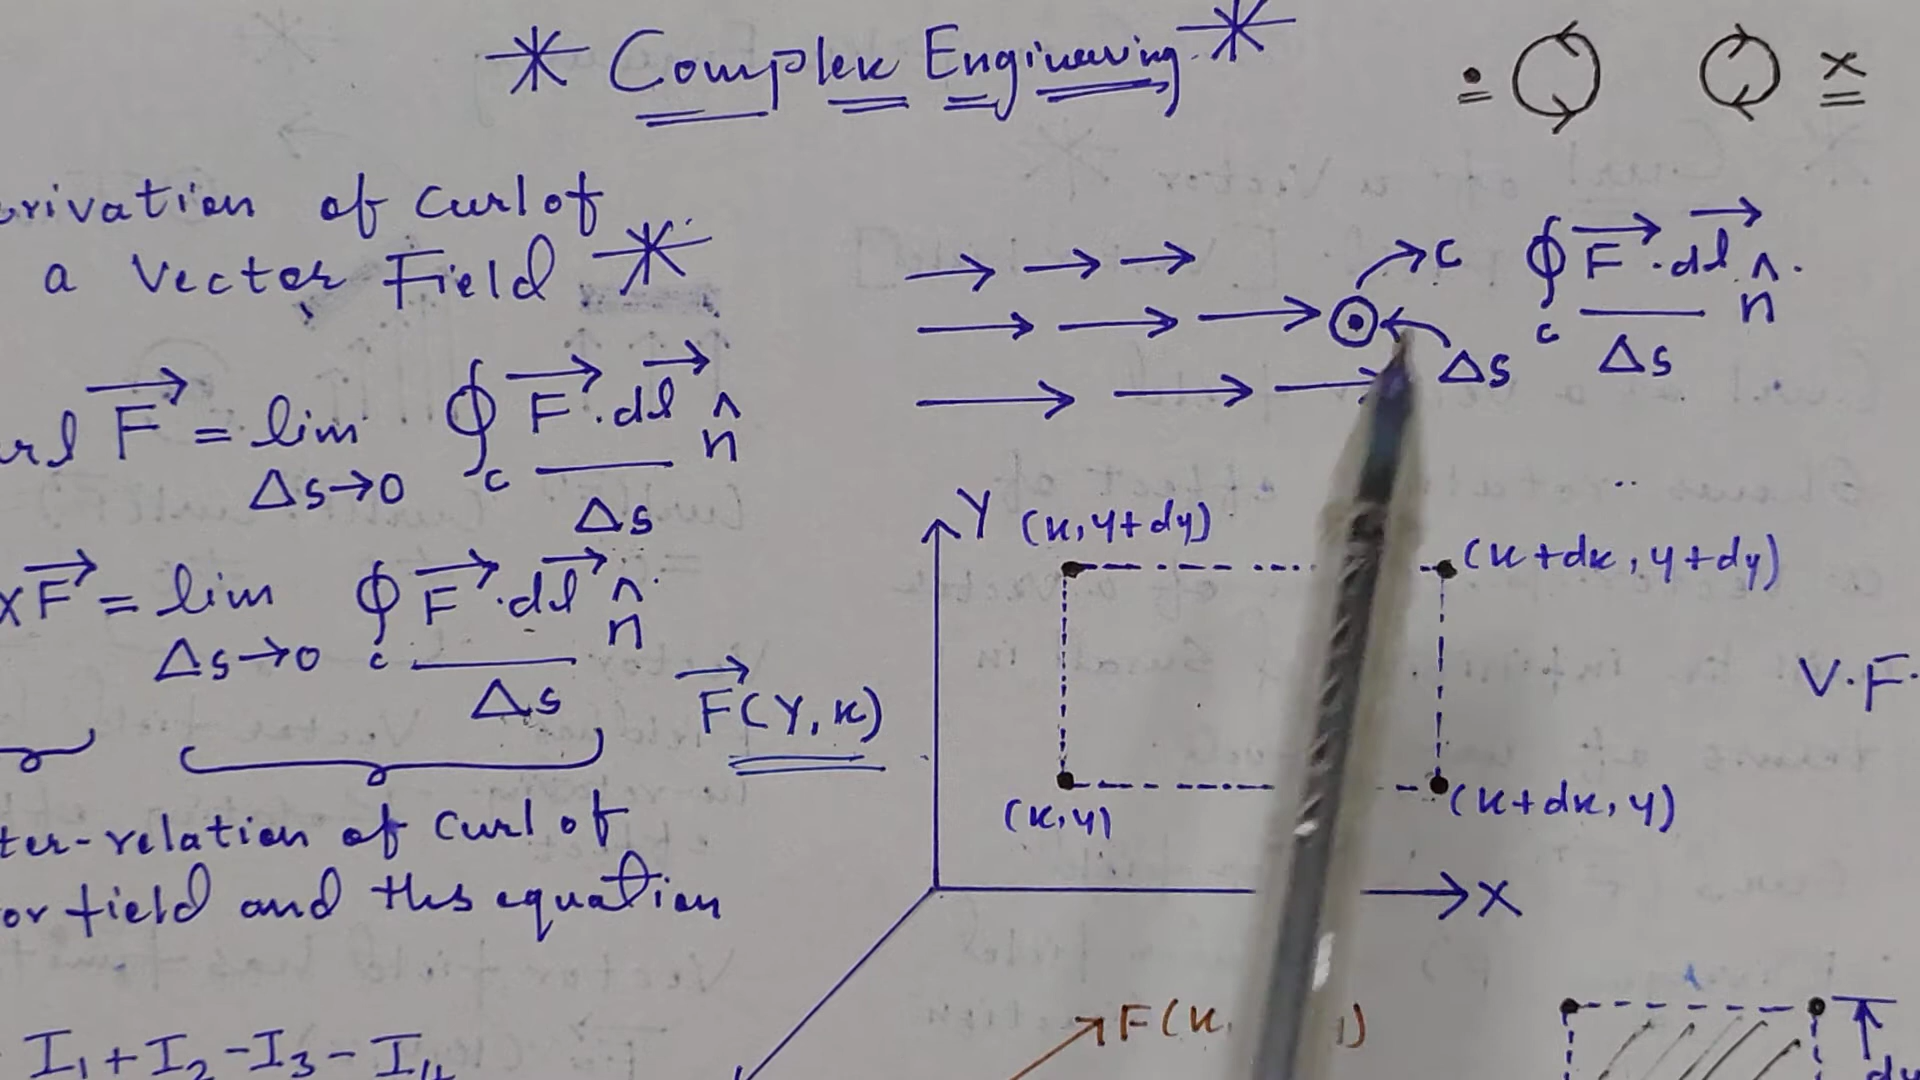 * Complex Engineering *
. x
rivation of curl of
a Vector Field *
rl F = lim ∮ F.dl n̂
Δs→0 c Δs
xF = lim ∮ F.dl n̂
Δs→0 c Δs
F(Y,x)
ter-relation of curl of
or field and this equation
I1+I2-I3-I4
c
Δs
∮ F.dl n̂
c Δs
Y (x,y+dy)
(x+dx,y+dy)
(x,y)
(x+dx,y)
X
V.F.
F(x
dy